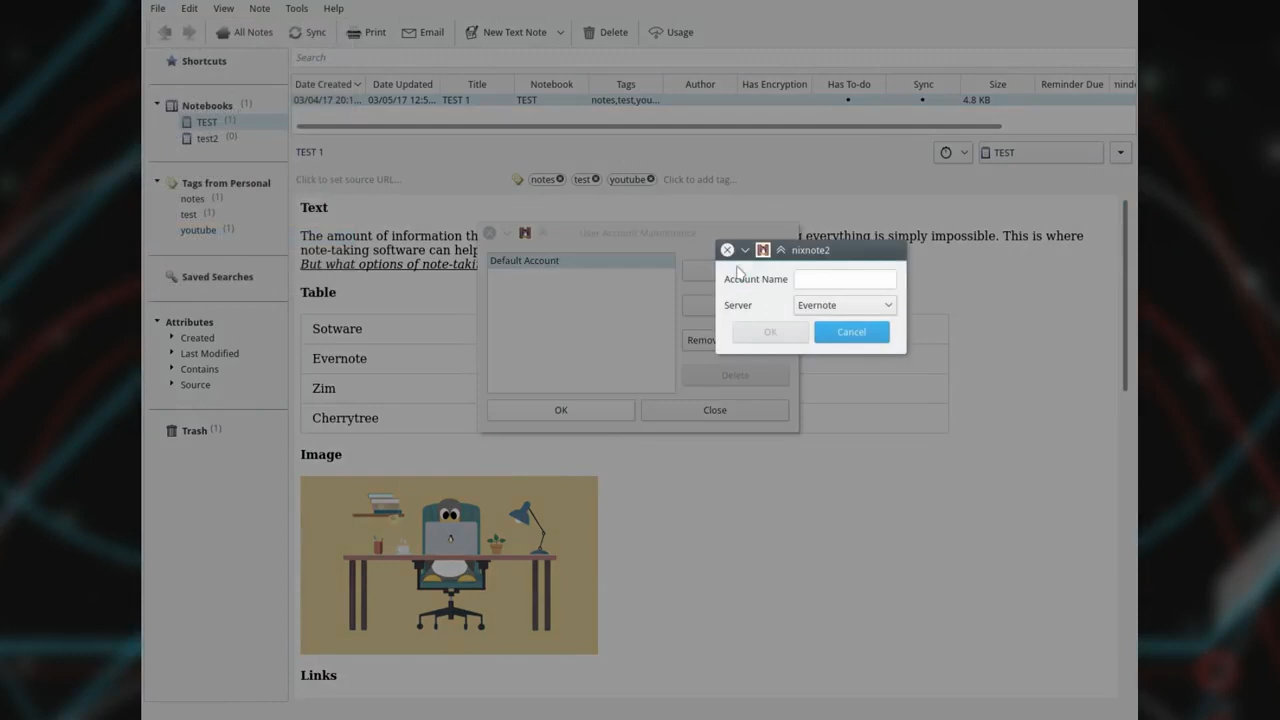 File Edit View Note Tools Help
All Notes Sync Print Email New Text Note Delete Usage
Shortcuts
Notebooks (1)
TEST (1)
test2 (0)
Tags from Personal
notes (1)
test (1)
youtube (1)
Saved Searches
Attributes
Created
Last Modified
Contains
Source
Trash (1)
Search
Date Created Date Updated Title Notebook Tags Author Has Encryption Has To-do Sync Size Reminder Due
03/04/17 20:1... 03/05/17 12:5... TEST 1 TEST notes,test,you... 4.8 KB
TEST 1
TEST
Click to set source URL...
notes test youtube Click to add tag...
Text
The amount of information th
g everything is simply impossible. This is where
note-taking software can help
But what options of note-taki
Table
Sotware
Evernote
Zim
Cherrytree
Image
Links
User Account Maintenance
Default Account
Remov
Delete
OK Close
nixnote2
Account Name
Server Evernote
OK Cancel